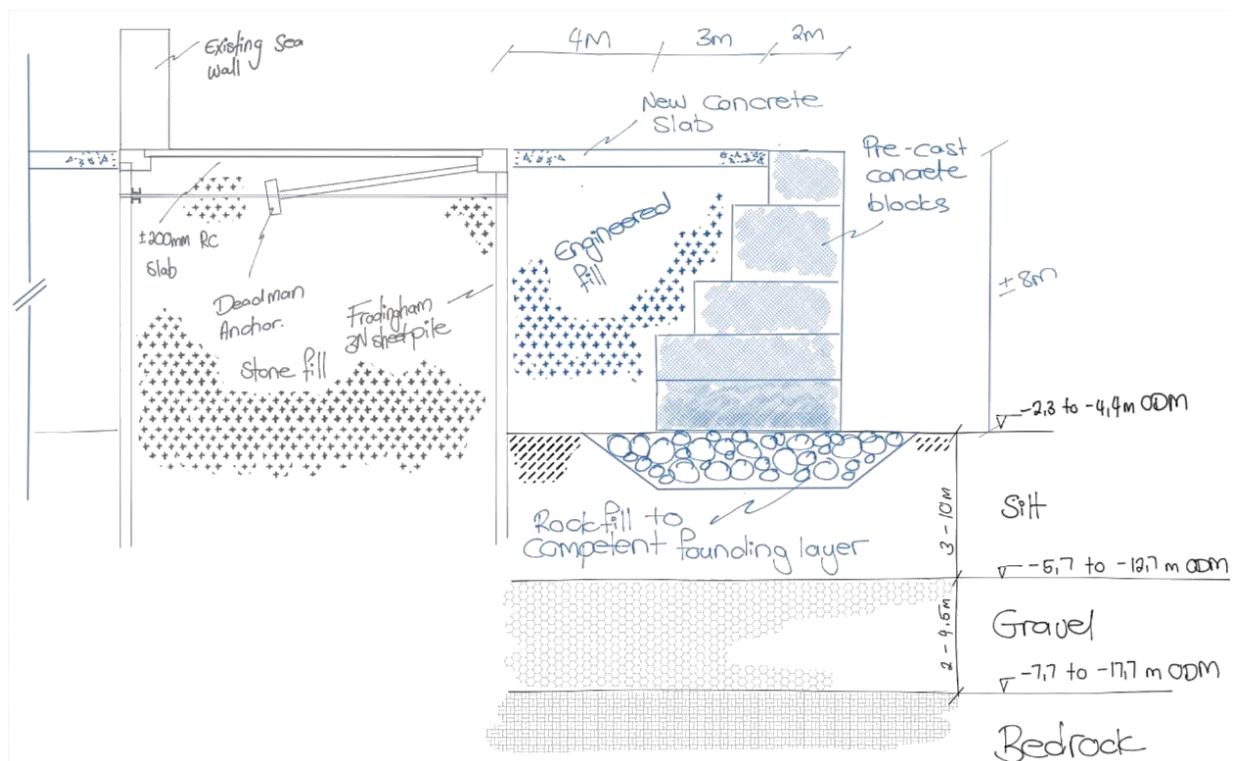 Existing Sea
wall
4M
3m
2m
New Concrete
Slab
Pre-cast
concrete
blocks
Engineered
fill
±200mm RC
Slab
Deadman
Anchor.
Frodingham
3N sheetpile
Stone fill
±8m
-2,3 to -4,4m ODM
Rockfill to
competent founding layer
3 - 10m
Silt
-5,7 to -12,7 m ODM
2 - 9.5m
Gravel
-7,7 to -17,7 m ODM
Bedrock